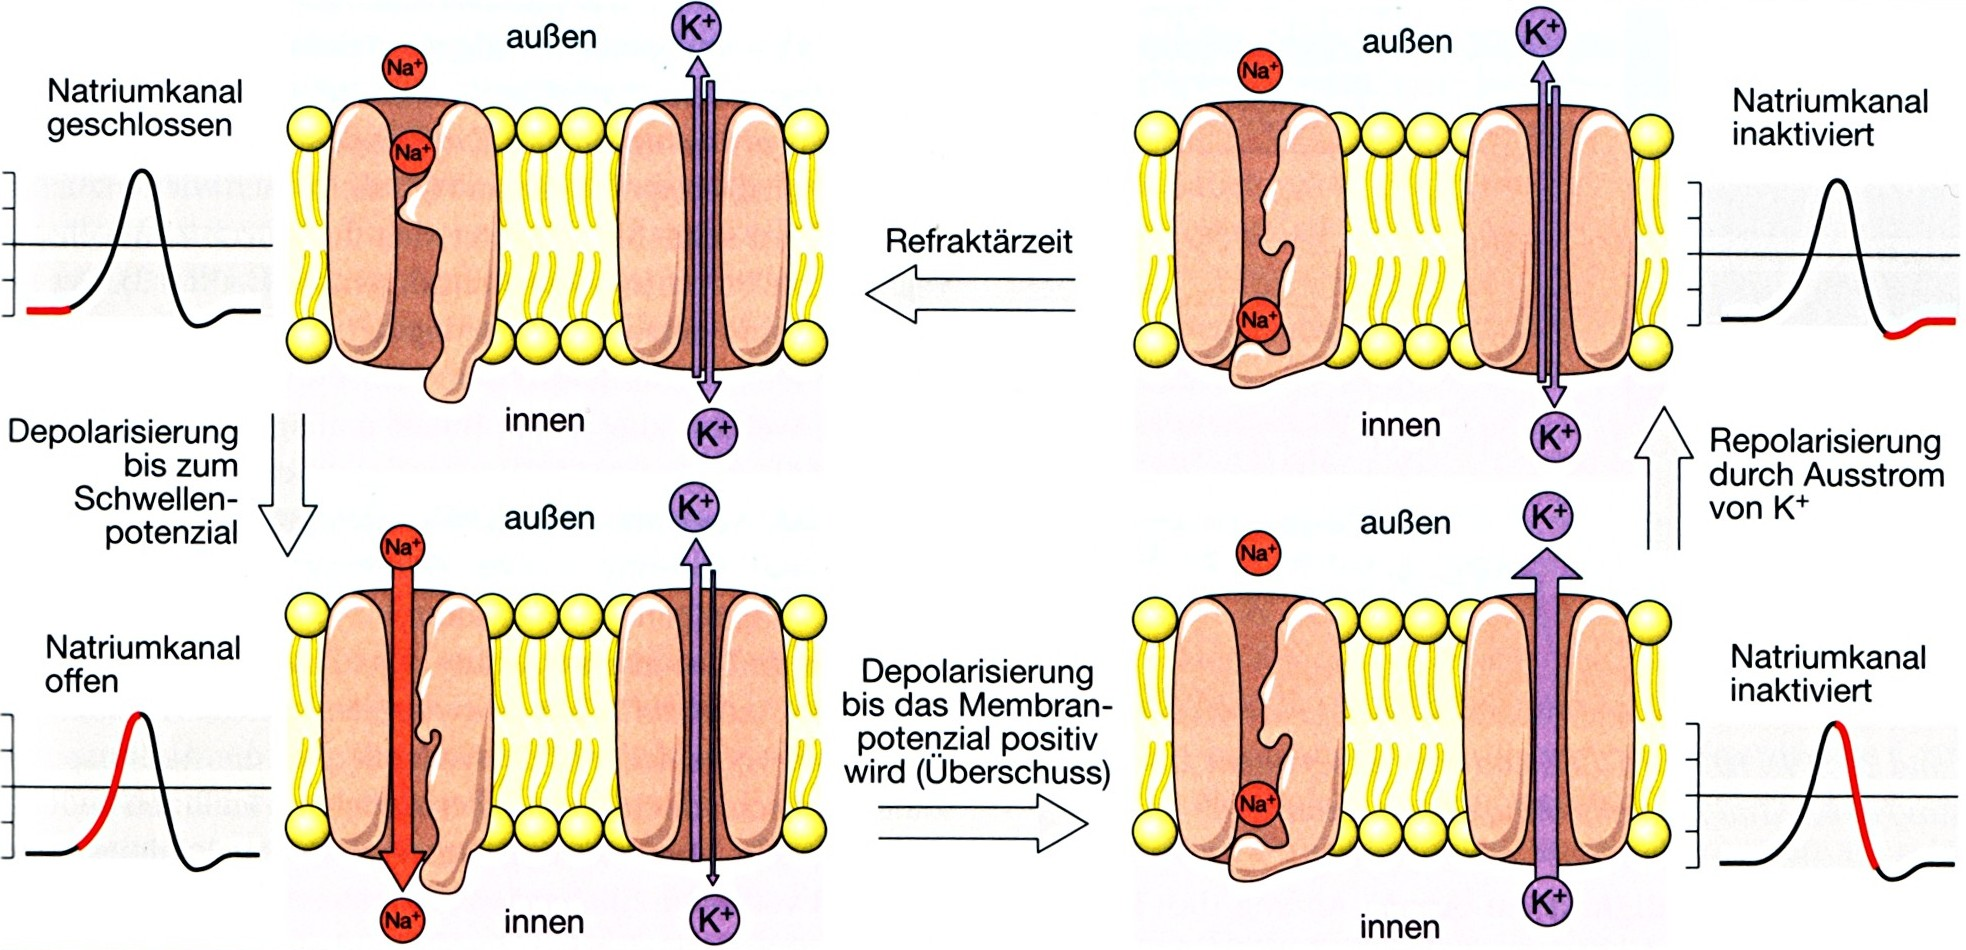 Natriumkanal
geschlossen
außen
K⁺
Na⁺
Na⁺
innen
K⁺
Refraktärzeit
außen
K⁺
Na⁺
Na⁺
innen
K⁺
Natriumkanal
inaktiviert
Depolarisierung
bis zum
Schwellen-
potenzial
Repolarisierung
durch Ausstrom
von K⁺
Natriumkanal
offen
außen
K⁺
Na⁺
Na⁺
innen
K⁺
Depolarisierung
bis das Membran-
potenzial positiv
wird (Überschuss)
außen
K⁺
Na⁺
Na⁺
innen
K⁺
Natriumkanal
inaktiviert